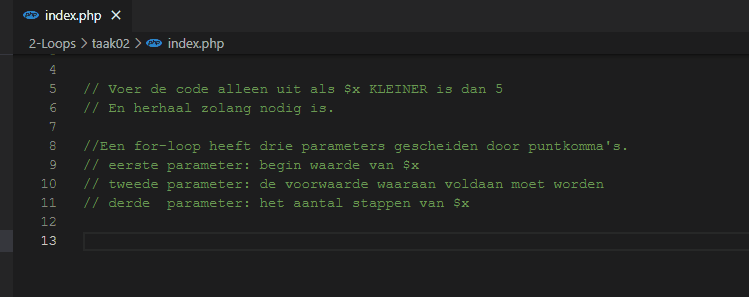 php index.php ×
2-Loops > taak02 > php index.php
4
5 // Voer de code alleen uit als $x KLEINER is dan 5
6 // En herhaal zolang nodig is.
7
8 //Een for-loop heeft drie parameters gescheiden door puntkomma's.
9 // eerste parameter: begin waarde van $x
10 // tweede parameter: de voorwaarde waaraan voldaan moet worden
11 // derde  parameter: het aantal stappen van $x
12
13